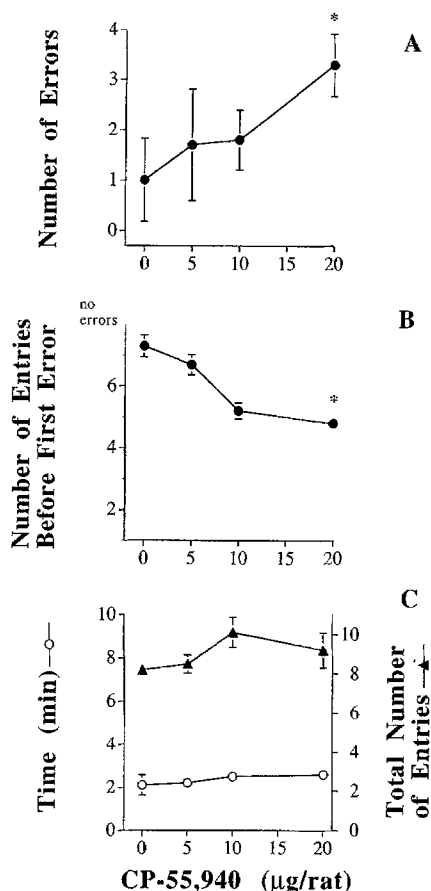 A
*
Number of Errors
4
3
2
1
0
0 5 10 15 20
B
no
errors
*
Number of Entries
Before First Error
6
4
2
0 5 10 15 20
C
Time (min)
10
8
6
4
2
0
10
8
6
4
2
0
Total Number
of Entries
0 5 10 15 20
CP-55,940 (µg/rat)